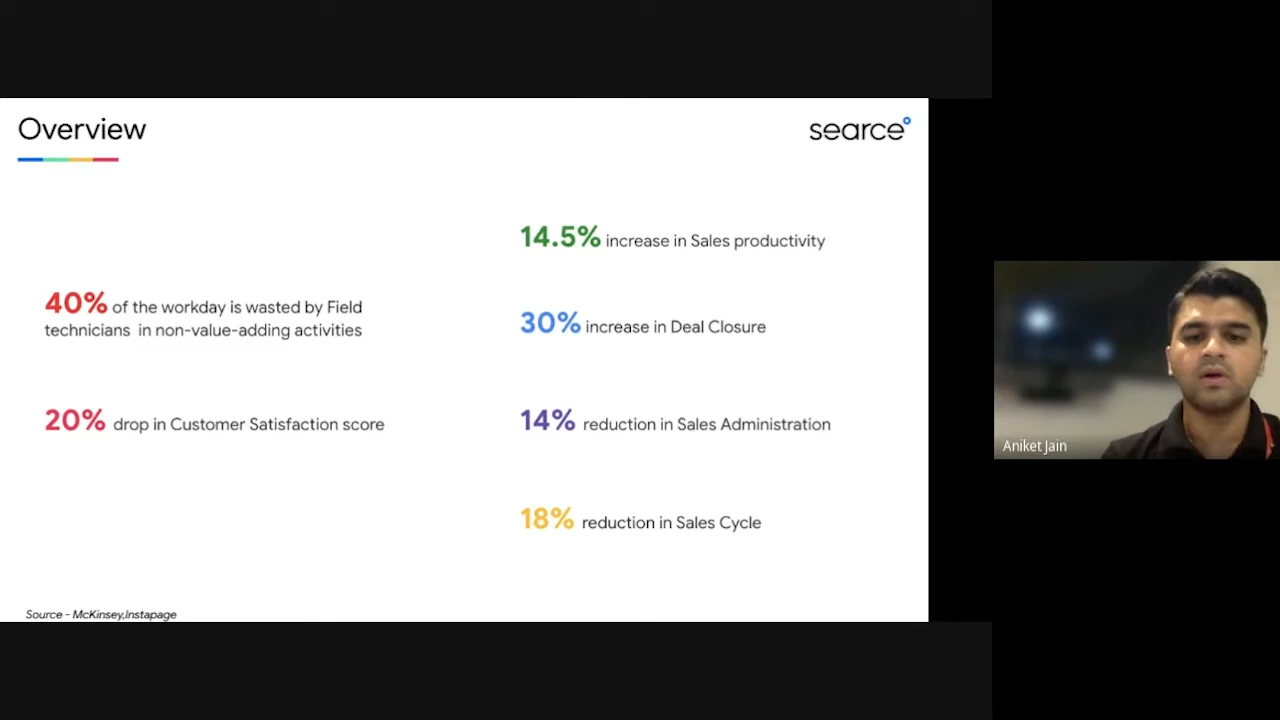 Overview
searce
40% of the workday is wasted by Field
technicians in non-value-adding activities
20% drop in Customer Satisfaction score
14.5% increase in Sales productivity
30% increase in Deal Closure
14% reduction in Sales Administration
18% reduction in Sales Cycle
Source - McKinsey,Instapage
Aniket Jain